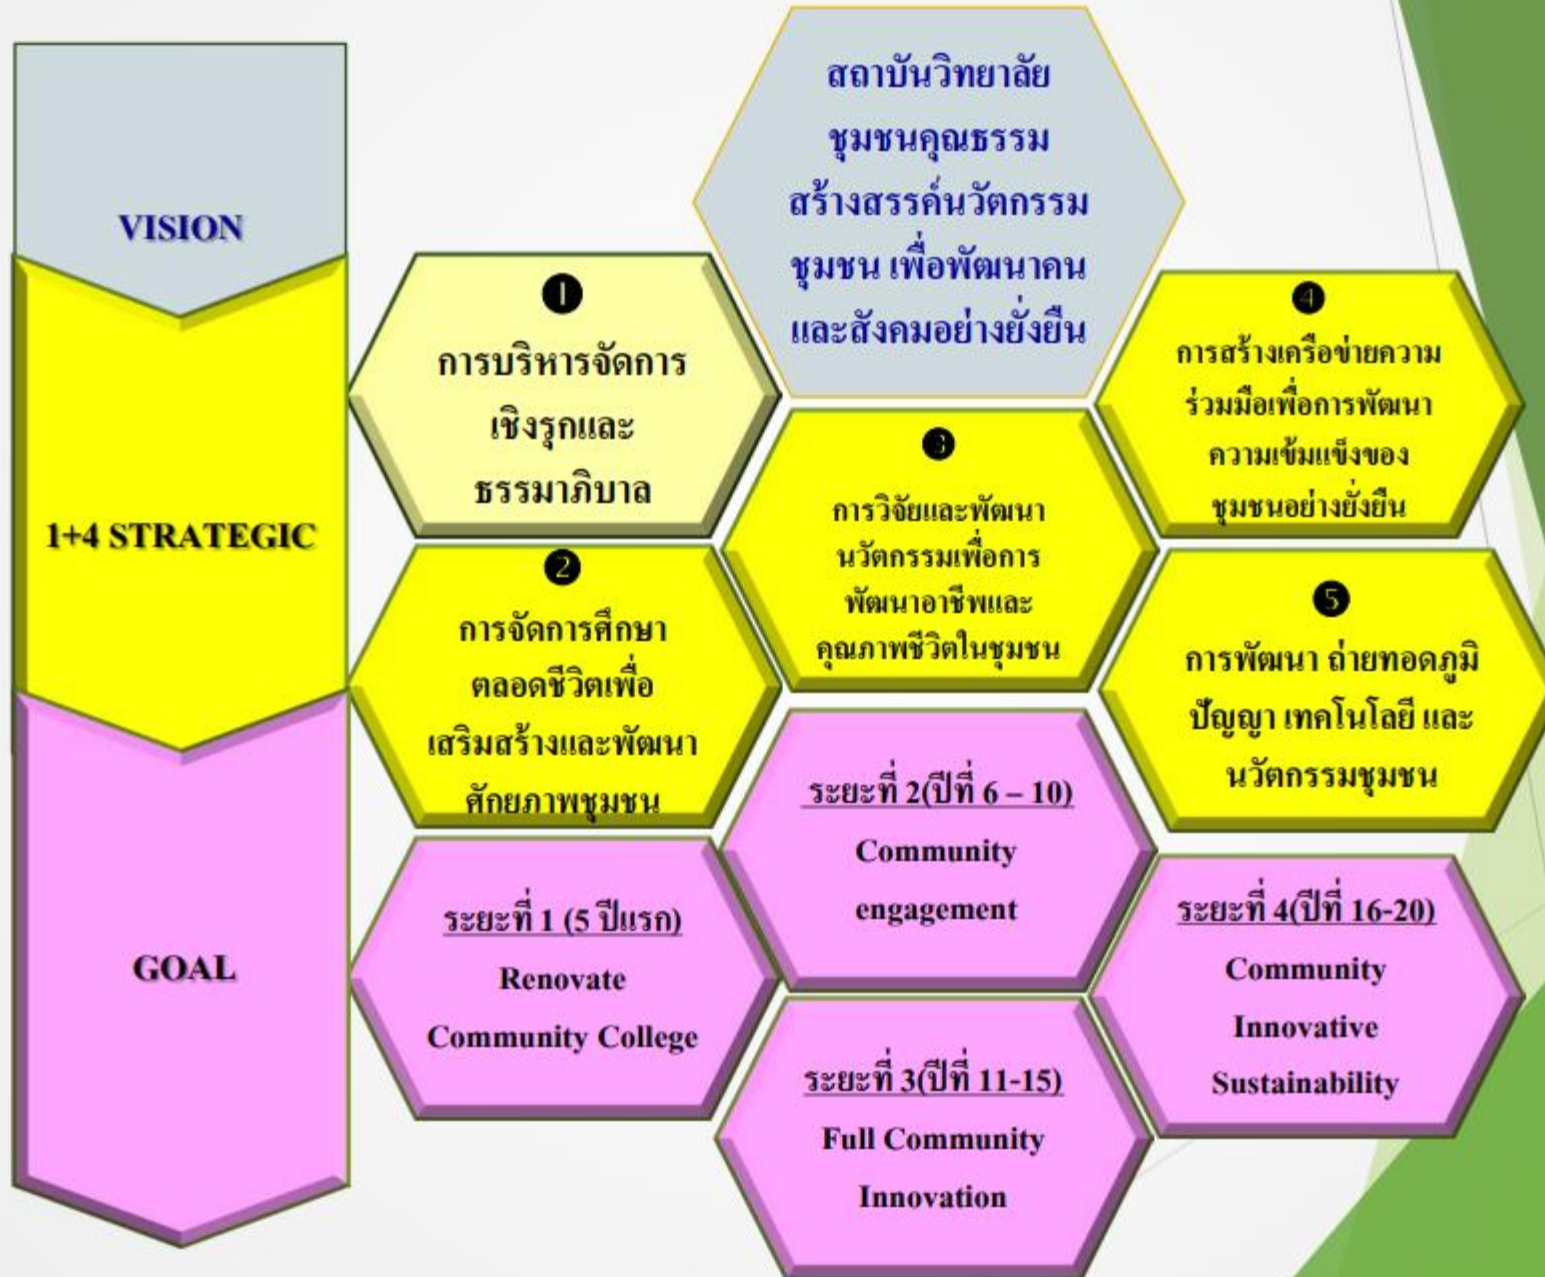 VISION
สถาบันวิทยาลัย
ชุมชนคุณธรรม
สร้างสรรค์นวัตกรรม
ชุมชน เพื่อพัฒนาคน
และสังคมอย่างยั่งยืน
1+4 STRATEGIC
❶
การบริหารจัดการ
เชิงรุกและ
ธรรมาภิบาล
❷
การจัดการศึกษา
ตลอดชีวิตเพื่อ
เสริมสร้างและพัฒนา
ศักยภาพชุมชน
❸
การวิจัยและพัฒนา
นวัตกรรมเพื่อการ
พัฒนาอาชีพและ
คุณภาพชีวิตในชุมชน
❹
การสร้างเครือข่ายความ
ร่วมมือเพื่อการพัฒนา
ความเข้มแข็งของ
ชุมชนอย่างยั่งยืน
❺
การพัฒนา ถ่ายทอดภูมิ
ปัญญา เทคโนโลยี และ
นวัตกรรมชุมชน
GOAL
ระยะที่ 1 (5 ปีแรก)
Renovate
Community College
ระยะที่ 2(ปีที่ 6 – 10)
Community
engagement
ระยะที่ 3(ปีที่ 11-15)
Full Community
Innovation
ระยะที่ 4(ปีที่ 16-20)
Community
Innovative
Sustainability